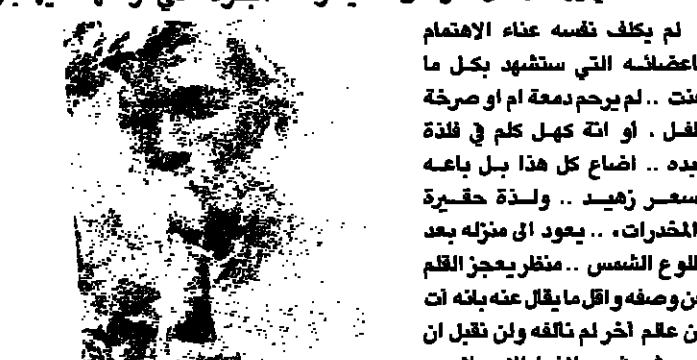 لم يكلف نفسه عناء الاهتمام
باعضائه التي ستشهد بكل ما
.. لم يرحم دمعة ام او صرخة
طفل . أو انة كهل كلم في فلذة
كبده .. اضاع كل هذا بل باعه
بسعر زهيد .. ولذة حقيرة
المخدرات، .. يعود الى منزله بعد
طلوع الشمس .. منظر يعجز القلم
عن وصفه واقل ما يقال عنه بانه آت
من عالم آخر لم نألفه ولن نقبل ان